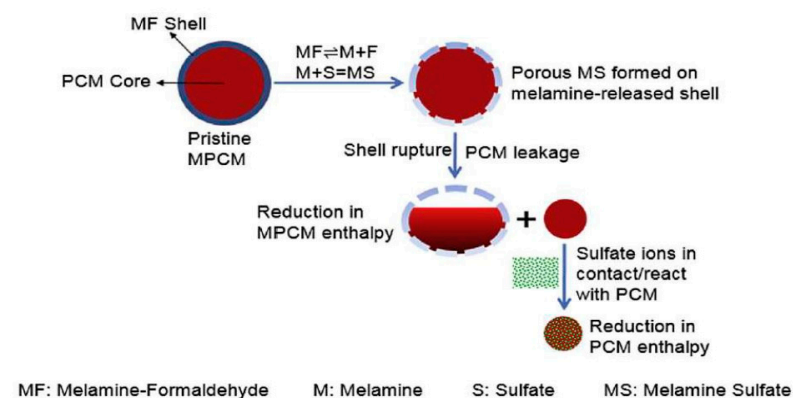 MF Shell
PCM Core
Pristine
MPCM
MF⇌M+F
M+S=MS
Porous MS formed on
melamine-released shell
Shell rupture
PCM leakage
Reduction in
MPCM enthalpy
+
Sulfate ions in
contact/react
with PCM
Reduction in
PCM enthalpy
MF: Melamine-Formaldehyde M: Melamine S: Sulfate MS: Melamine Sulfate